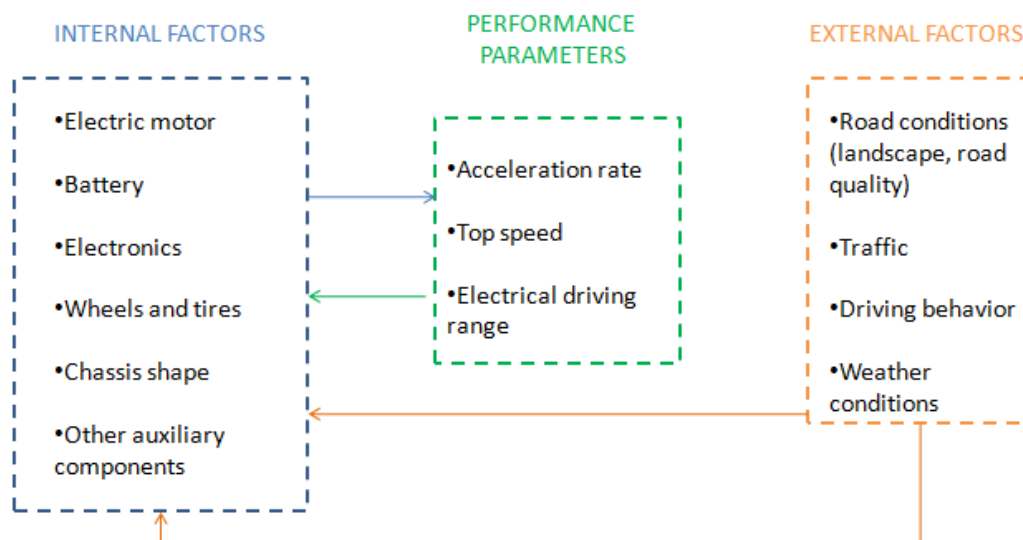 INTERNAL FACTORS
•Electric motor
•Battery
•Electronics
•Wheels and tires
•Chassis shape
•Other auxiliary
components
PERFORMANCE
PARAMETERS
•Acceleration rate
•Top speed
•Electrical driving
range
EXTERNAL FACTORS
•Road conditions
(landscape, road
quality)
•Traffic
•Driving behavior
•Weather
conditions